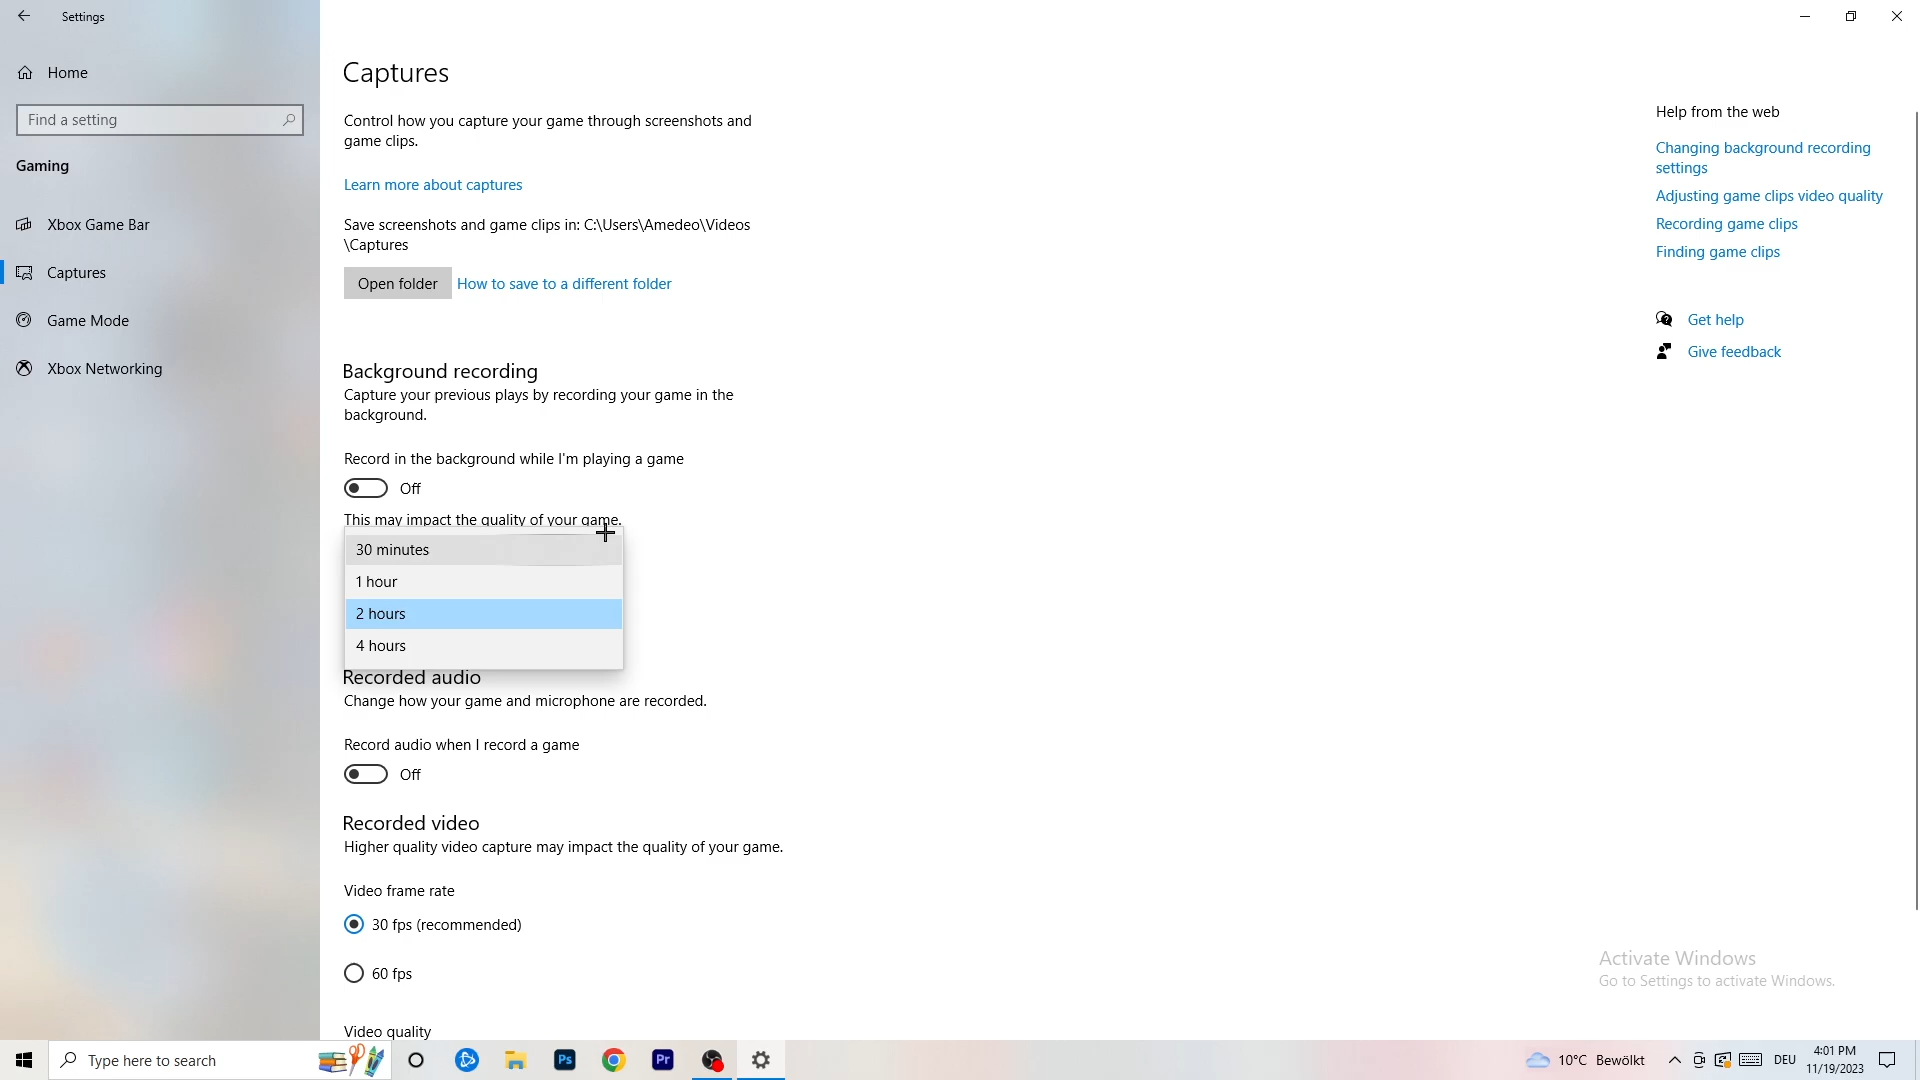 Settings
Home
Find a setting
Gaming
Xbox Game Bar
Captures
Game Mode
Xbox Networking
Captures
Control how you capture your game through screenshots and
game clips.
Learn more about captures
Save screenshots and game clips in: C:\Users\Amedeo\Videos
\Captures
Open folder
How to save to a different folder
Background recording
Capture your previous plays by recording your game in the
background.
Record in the background while I'm playing a game
Off
This may impact the quality of your game.
30 minutes
1 hour
2 hours
4 hours
Recorded audio
Change how your game and microphone are recorded.
Record audio when I record a game
Off
Recorded video
Higher quality video capture may impact the quality of your game.
Video frame rate
30 fps (recommended)
60 fps
Video quality
Help from the web
Changing background recording
settings
Adjusting game clips video quality
Recording game clips
Finding game clips
Get help
Give feedback
Activate Windows
Go to Settings to activate Windows.
Type here to search
Ps
Pr
10°C Bewölkt
DEU
4:01 PM
11/19/2023